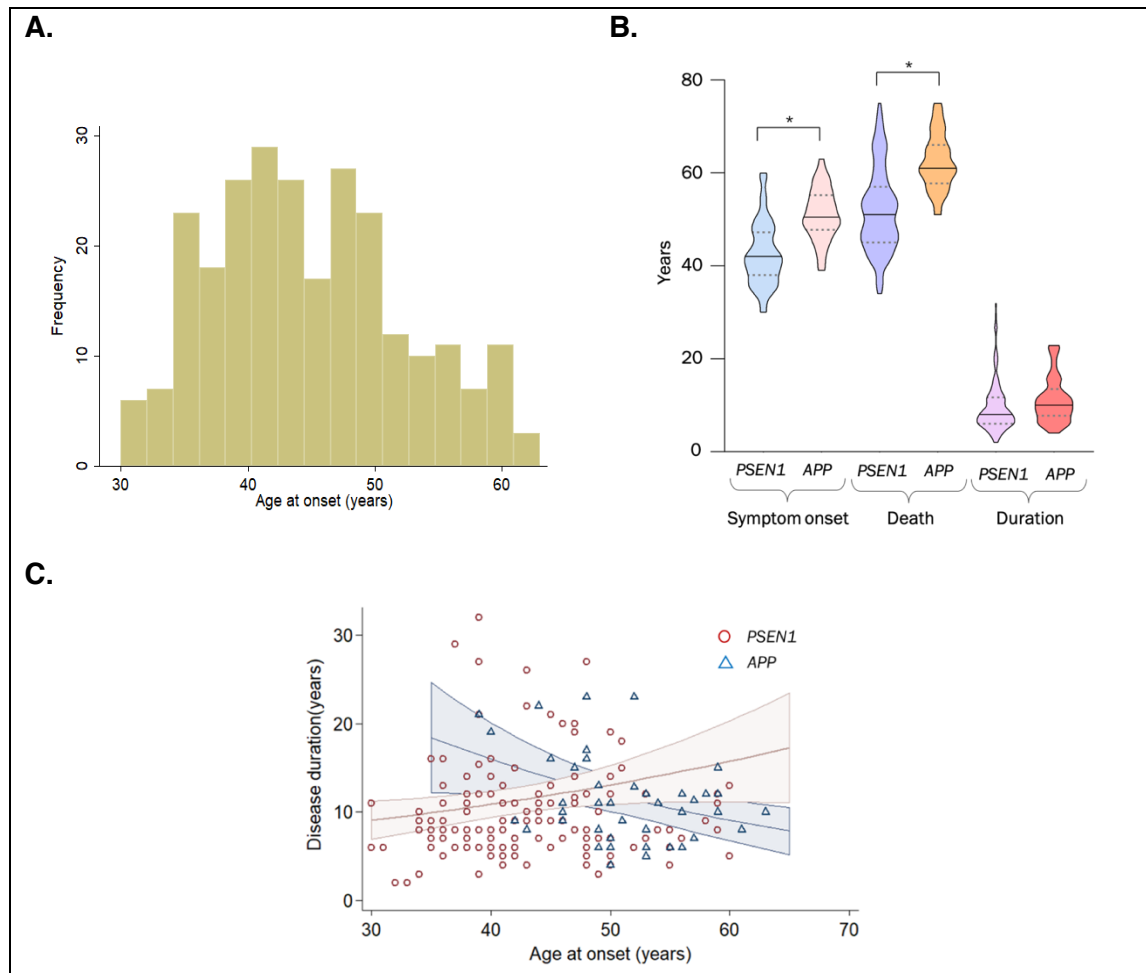 A.
B.
30
20
10
0
Frequency
30 40 50 60
Age at onset (years)
80
60
40
20
0
Years
*
*
PSEN1 APP PSEN1 APP PSEN1 APP
Symptom onset Death Duration
C.
30
20
10
0
Disease duration(years)
PSEN1
APP
30 40 50 60 70
Age at onset (years)